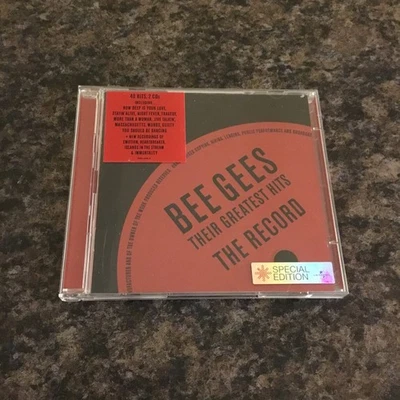 40 HITS, 2 CDs
INCLUDING
HOW DEEP IS YOUR LOVE,
STAYIN ALIVE, NIGHT FEVER, TRAGEDY,
MORE THAN A WOMAN, JIVE TALKIN,
MASSACHUSETTS, WORDS, GUILTY
YOU SHOULD BE DANCING
+ NEW RECORDINGS OF
EMOTION, HEARTBREAKER,
ISLANDS IN THE STREAM
& IMMORTALITY
BEE GEES
THEIR GREATEST HITS
THE RECORD
SPECIAL
EDITION